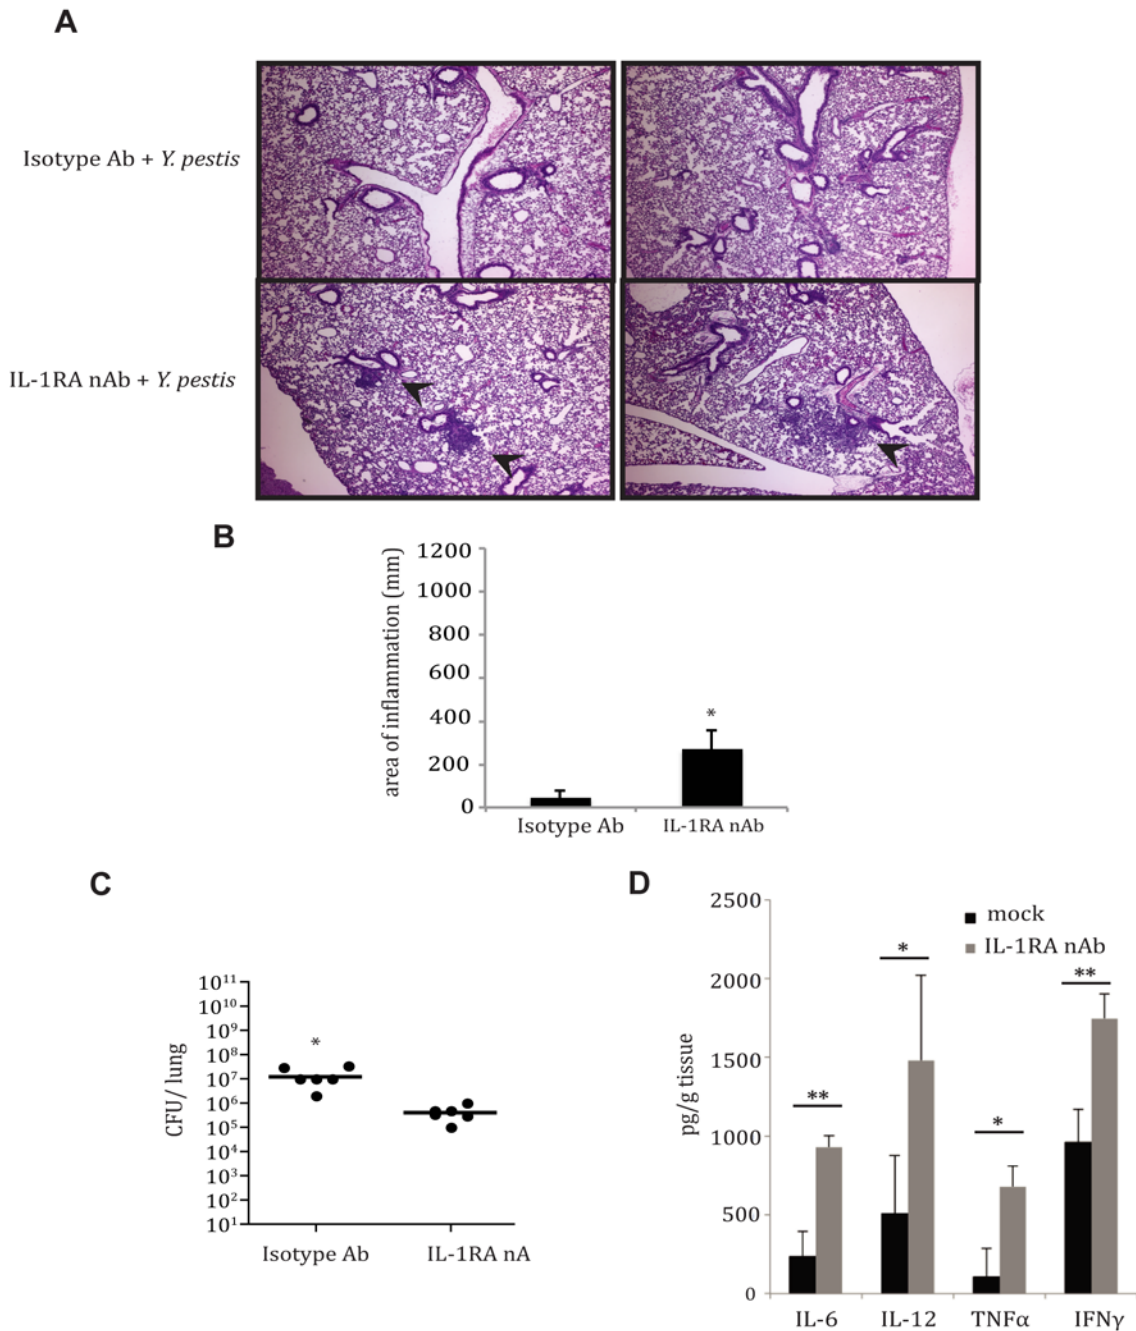 A
Isotype Ab + Y. pestis
IL-1RA nAb + Y. pestis
B
area of inflammation (mm)
1200
1000
800
600
400
200
0
*
Isotype Ab
IL-1RA nAb
C
CFU/ lung
10¹¹
10¹⁰
10⁹
10⁸
10⁷
10⁶
10⁵
10⁴
10³
10²
10¹
*
Isotype Ab
IL-1RA nA
D
pg/g tissue
2500
2000
1500
1000
500
0
mock
IL-1RA nAb
**
*
*
**
IL-6
IL-12
TNFα
IFNγ